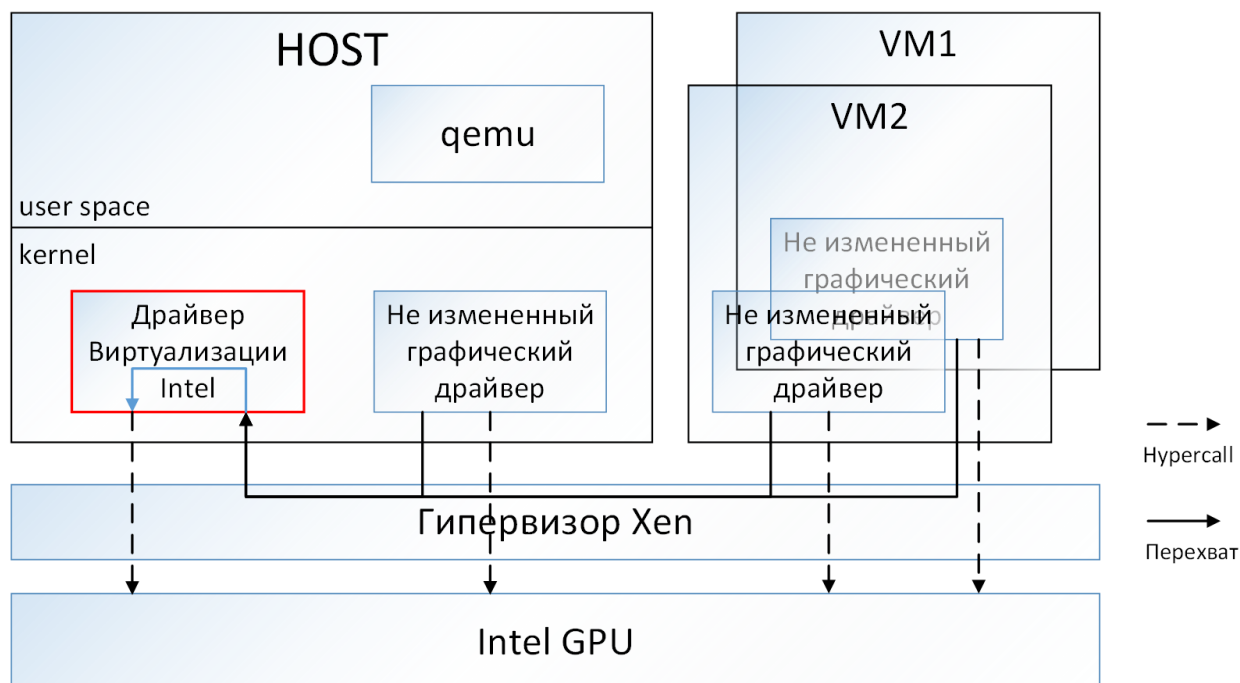 HOST
qemu
user space
kernel
Драйвер
Виртуализации
Intel
Не измененный
графический
драйвер
VM1
VM2
Не измененный
графический
драйвер
Не измененный
графический
драйвер
Hypercall
Перехват
Гипервизор Xen
Intel GPU